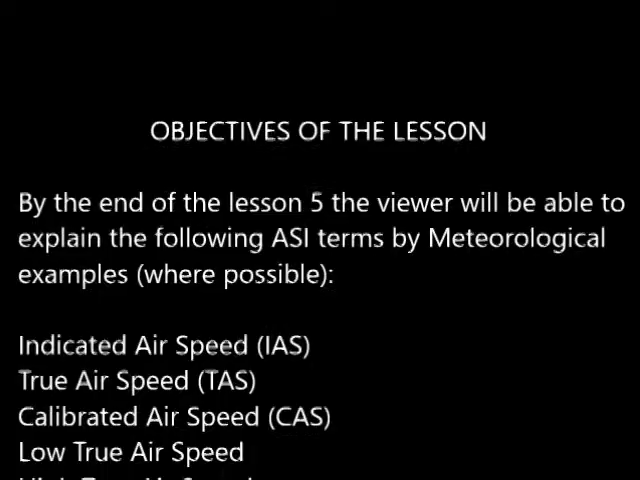 OBJECTIVES OF THE LESSON
By the end of the lesson 5 the viewer will be able to
explain the following ASI terms by Meteorological
examples (where possible):
Indicated Air Speed (IAS)
True Air Speed (TAS)
Calibrated Air Speed (CAS)
Low True Air Speed